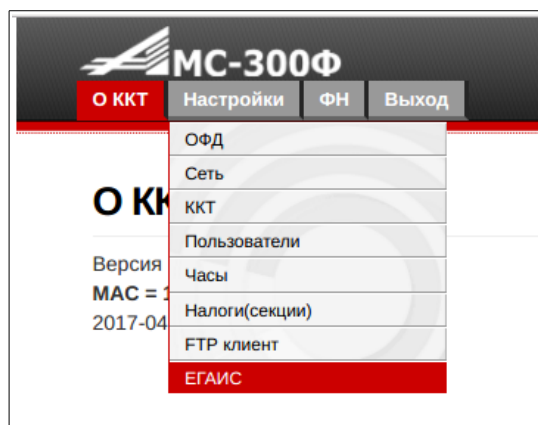 АМС-300Ф
О ККТ Настройки ФН Выход
ОФД
Сеть
О КК
ККТ
Пользователи
Версия
Часы
MAC = 1
Налоги(секции)
2017-04
FTP клиент
ЕГАИС